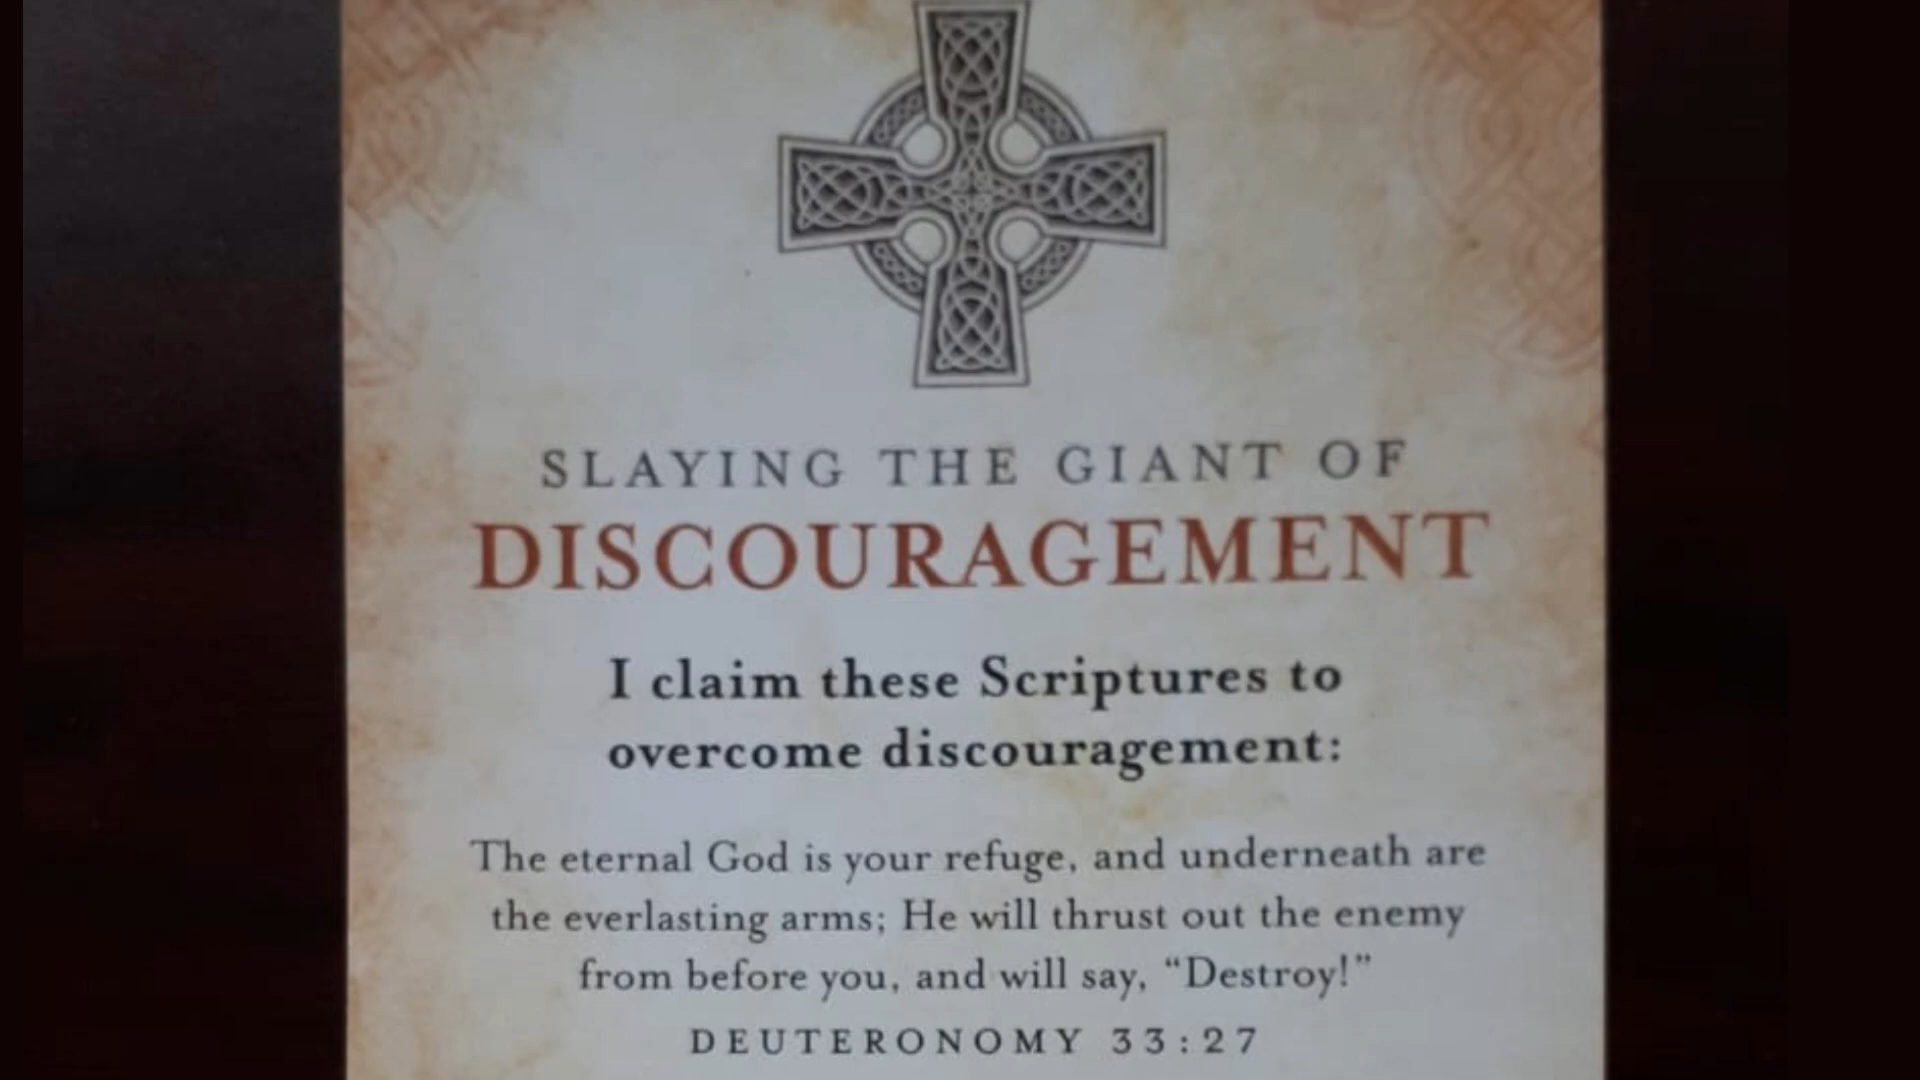 SLAYING THE GIANT OF
DISCOURAGEMENT
I claim these Scriptures to
overcome discouragement:
The eternal God is your refuge, and underneath are
the everlasting arms; He will thrust out the enemy
from before you, and will say, “Destroy!”
DEUTERONOMY 33:27